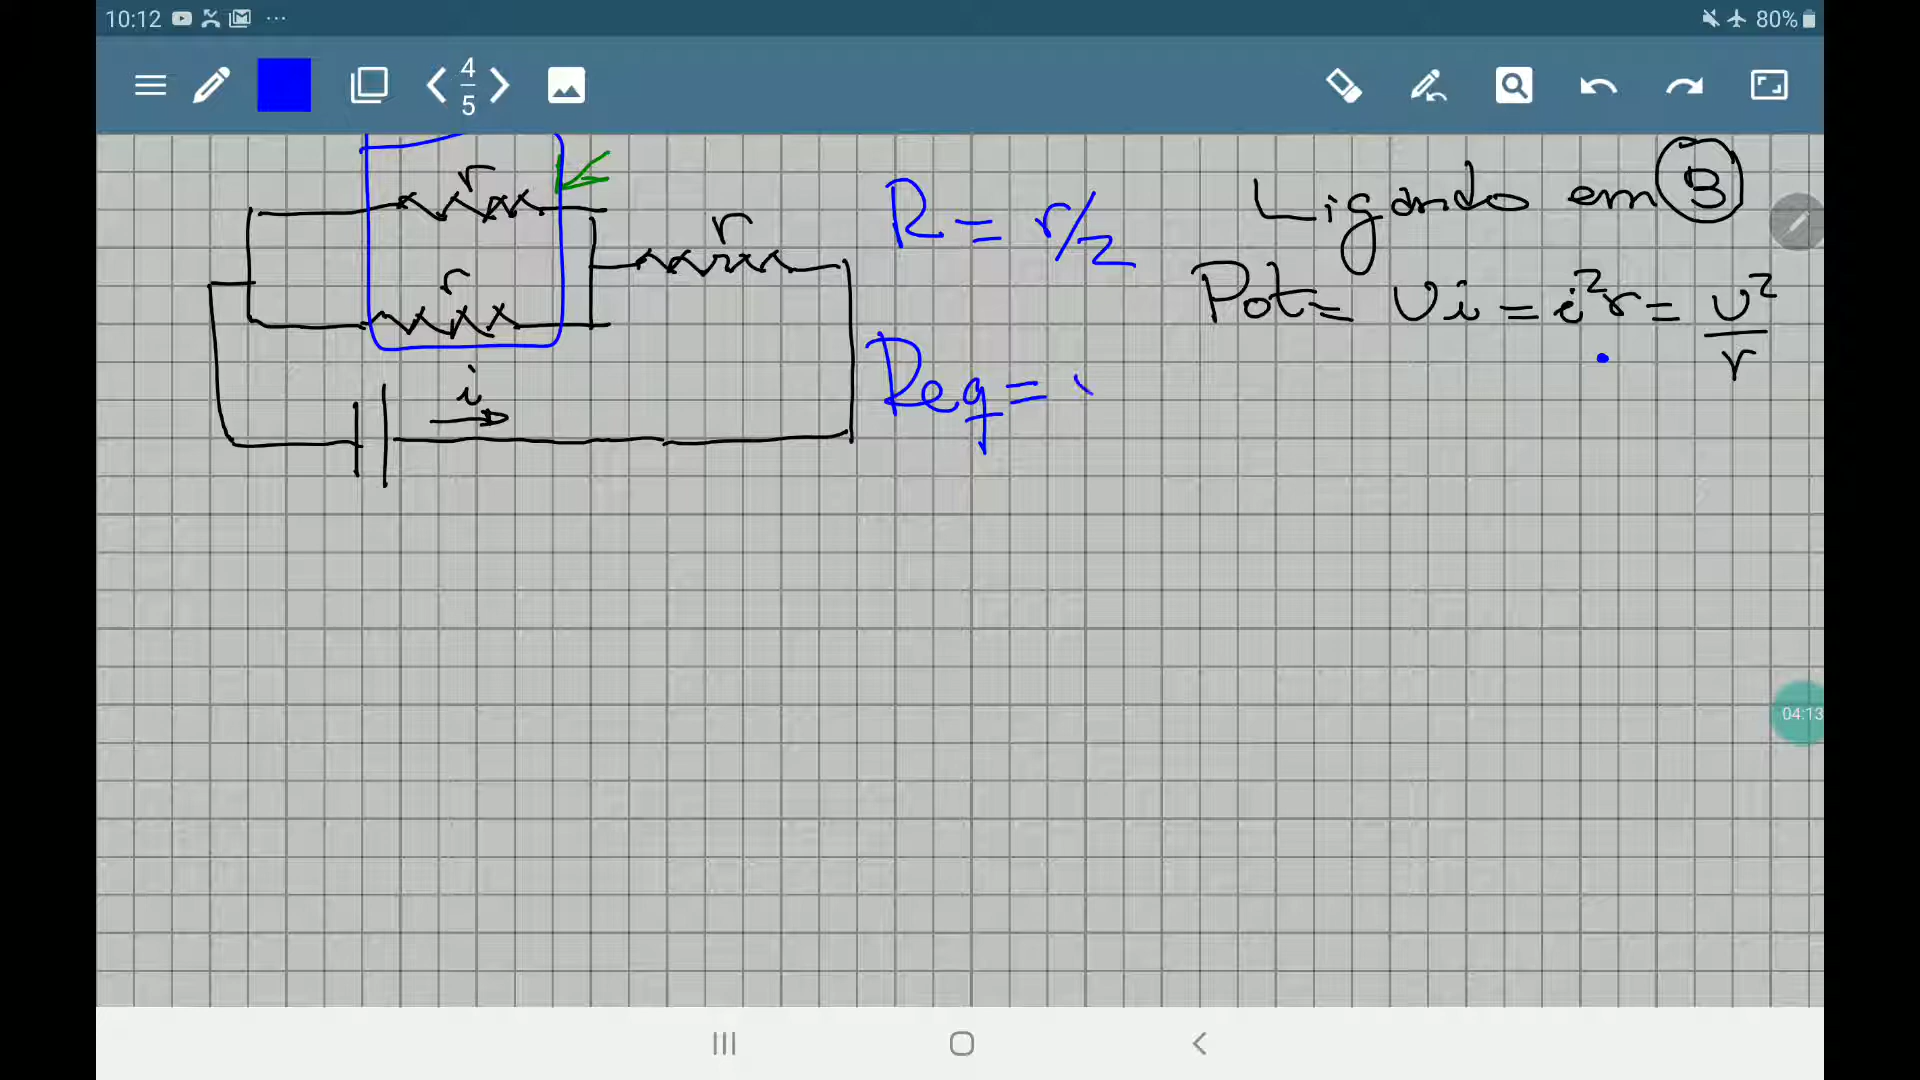 10:12 ... 80%
4
5
r
r
r
i
R = r/2
Req =
Ligando em 3
Pot = Ui = i²r = U²/r
04:13